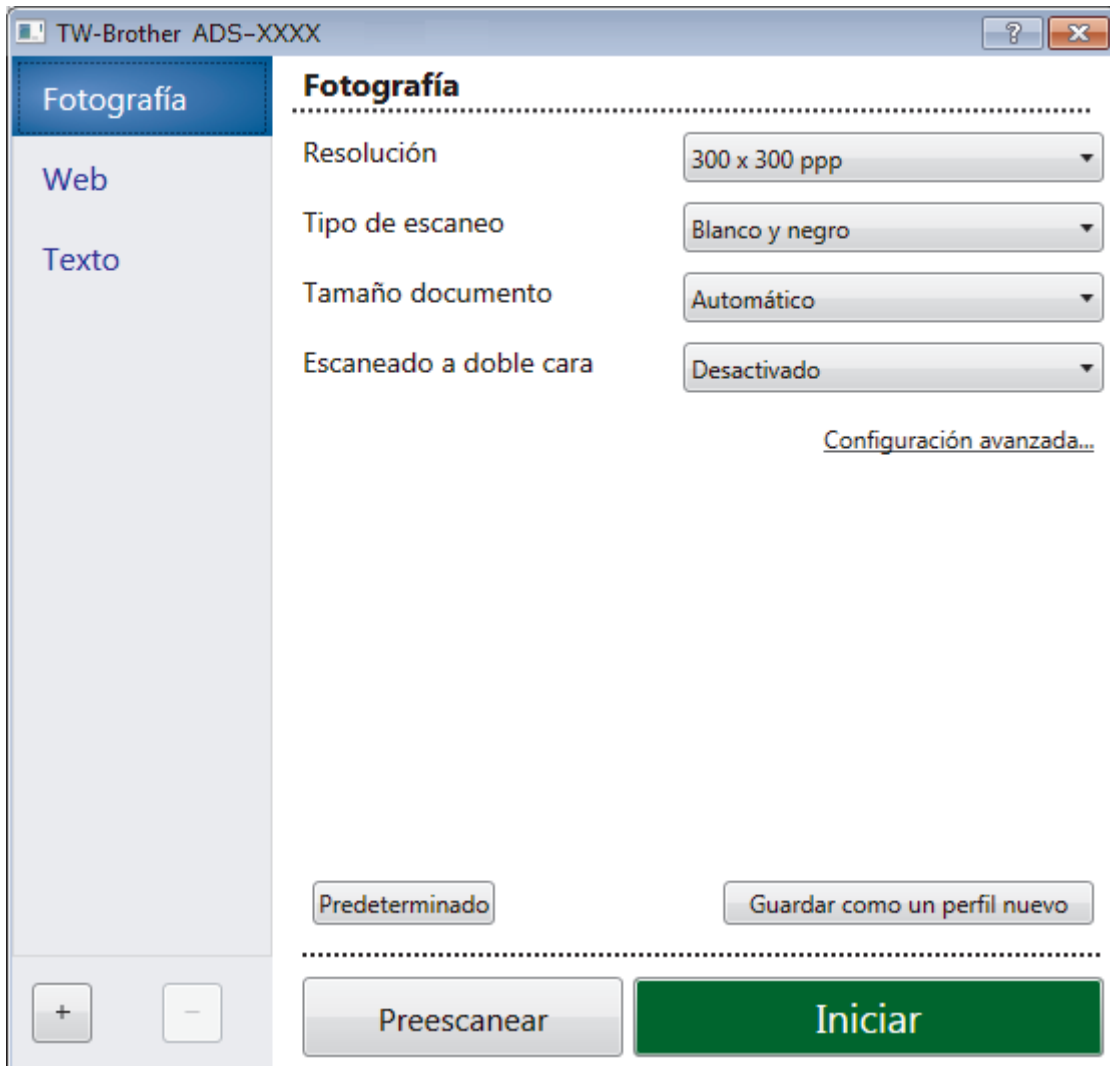 TW-Brother ADS-XXXX
?
Fotografía
Web
Texto
Fotografía
Resolución 300 x 300 ppp
Tipo de escaneo Blanco y negro
Tamaño documento Automático
Escaneado a doble cara Desactivado
Configuración avanzada...
Predeterminado Guardar como un perfil nuevo
+ −
Preescanear Iniciar